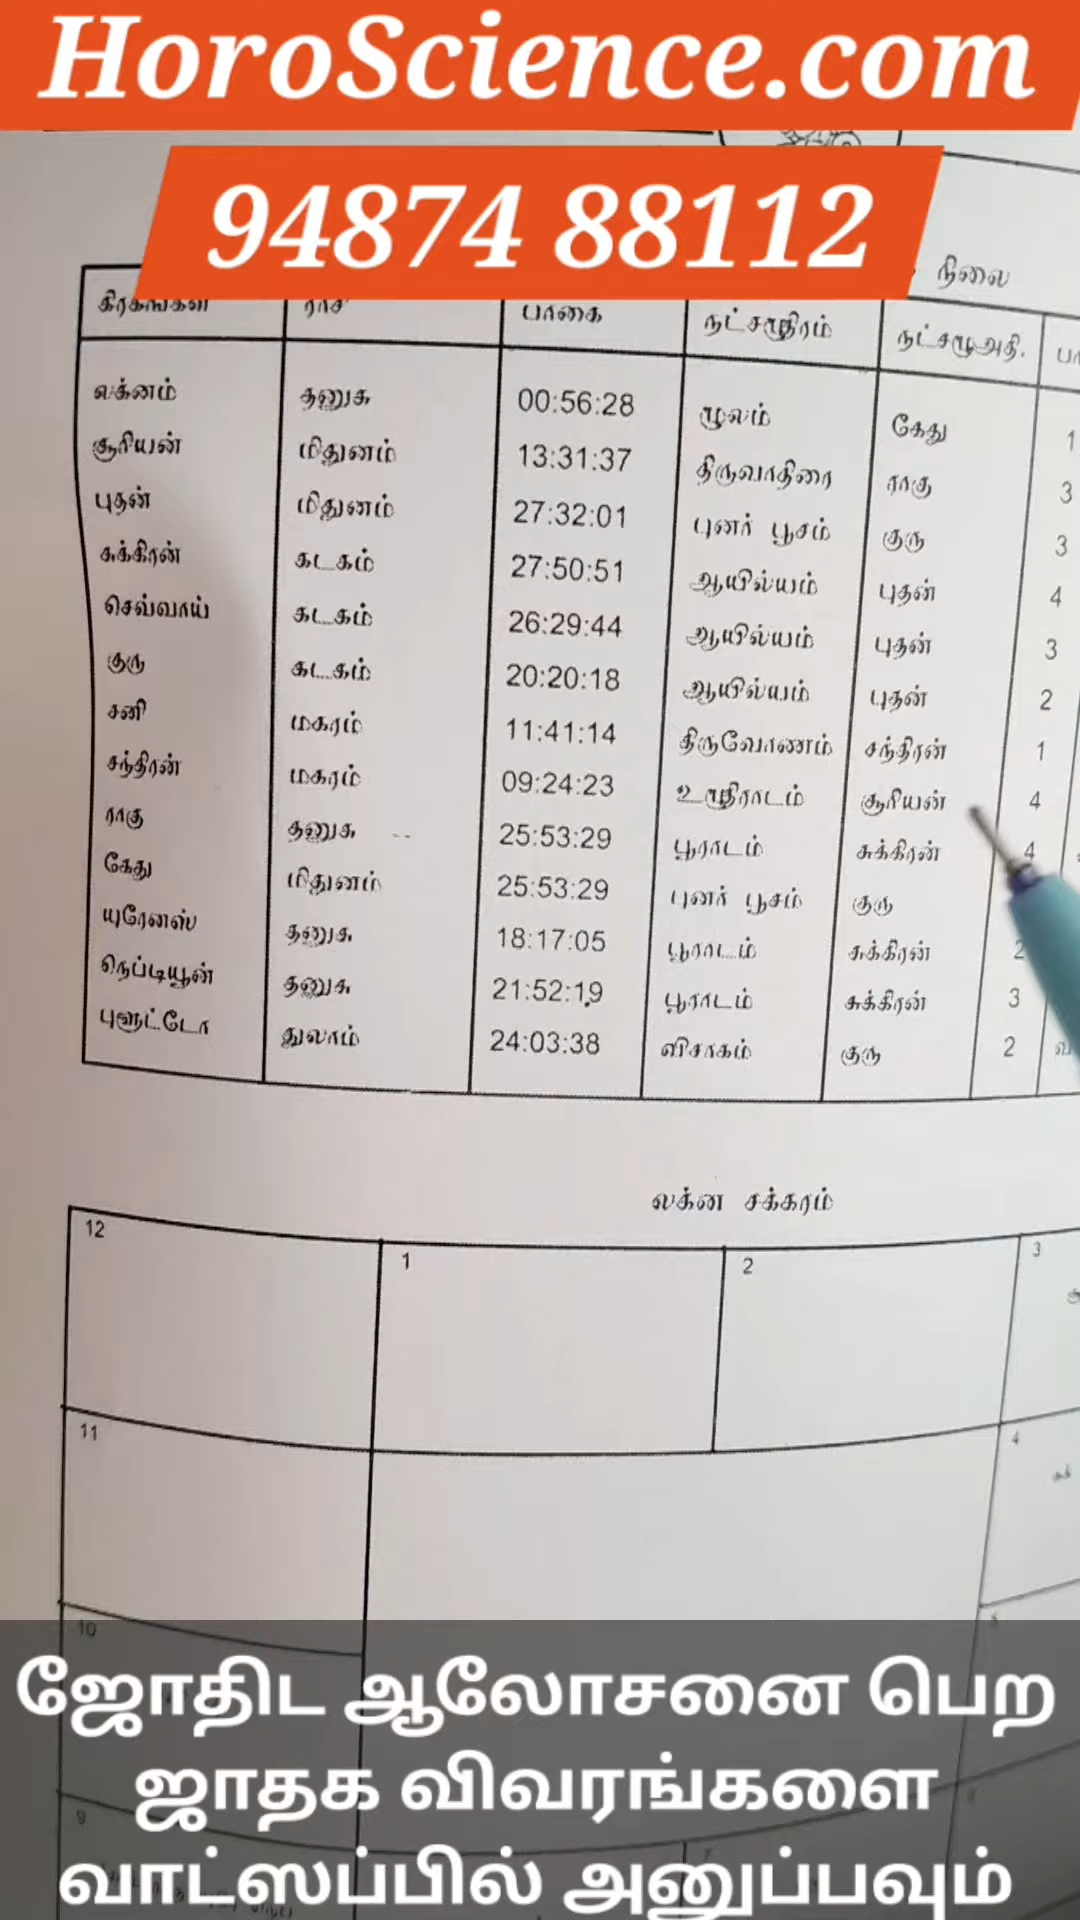 HoroScience.com
94874 88112
நிலை
கிரகங்கள் ராசி பாகை நட்சத்திரம் நட்சத்அதி.
லக்னம் தனுசு 00:56:28 மூலம் கேது 1
சூரியன் மிதுனம் 13:31:37 திருவாதிரை ராகு 3
புதன் மிதுனம் 27:32:01 புனர் பூசம் குரு 3
சுக்கிரன் கடகம் 27:50:51 ஆயில்யம் புதன் 4
செவ்வாய் கடகம் 26:29:44 ஆயில்யம் புதன் 3
குரு கடகம் 20:20:18 ஆயில்யம் புதன் 2
சனி மகரம் 11:41:14 திருவோணம் சந்திரன் 1
சந்திரன் மகரம் 09:24:23 உத்திராடம் சூரியன் 4
ராகு தனுசு 25:53:29 பூராடம் சுக்கிரன் 4
கேது மிதுனம் 25:53:29 புனர் பூசம் குரு
யுரேனஸ் தனுசு 18:17:05 பூராடம் சுக்கிரன் 2
நெப்டியூன் தனுசு 21:52:19 பூராடம் சுக்கிரன் 3
புளூட்டோ துலாம் 24:03:38 விசாகம் குரு 2
லக்ன சக்கரம்
12 1 2 3
11 4
10
9
ஜோதிட ஆலோசனை பெற
ஜாதக விவரங்களை
வாட்ஸப்பில் அனுப்பவும்